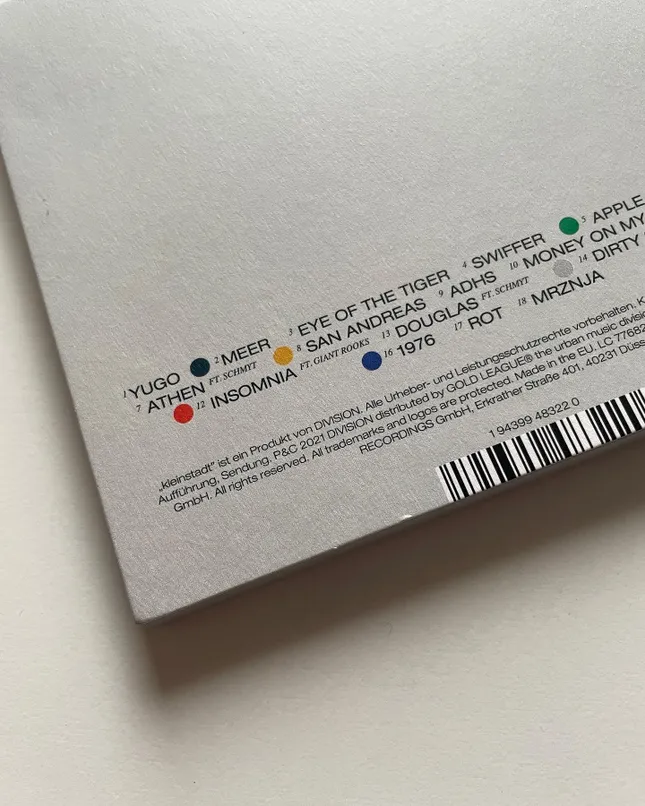 1 YUGO 2 MEER 3 EYE OF THE TIGER 4 SWIFFER 5 APPLE
7 ATHEN FT. SCHMYT 8 SAN ANDREAS 9 ADHS 10 MONEY ON MY
12 INSOMNIA FT. GIANT ROOKS 13 DOUGLAS FT. SCHMYT 14 DIRTY
16 1976 17 ROT 18 MRZNJA
„kleinstadt“ ist ein Produkt von DIVISION. Alle Urheber- und Leistungsschutzrechte vorbehalten. K
Aufführung, Sendung. P&C 2021 DIVISION distributed by GOLD LEAGUE® the urban music divisi
GmbH. All rights reserved. All trademarks and logos are protected. Made in the EU. LC 77682
RECORDINGS GmbH, Erkrather Straße 401, 40231 Düss
1 94399 48322 0